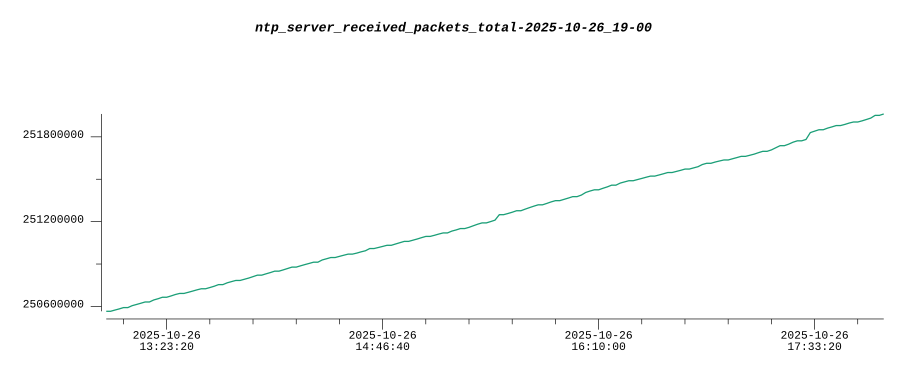 ntp_server_received_packets_total-2025-10-26_19-00
251800000
251200000
250600000
2025-10-26 2025-10-26 2025-10-26 2025-10-26
13:23:20 14:46:40 16:10:00 17:33:20